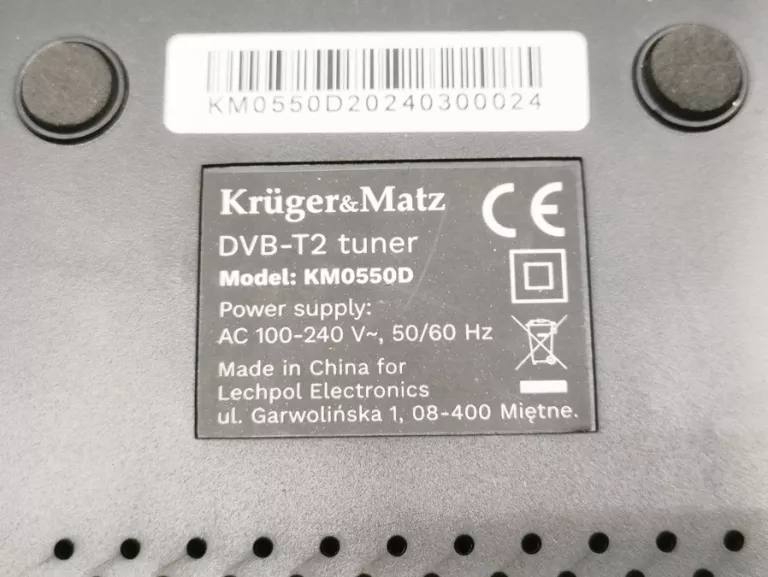 KM0550D20240300024
Krüger&Matz
DVB-T2 tuner
Model: KM0550D
Power supply:
AC 100-240 V~, 50/60 Hz
Made in China for
Lechpol Electronics
ul. Garwolińska 1, 08-400 Miętne.
CE